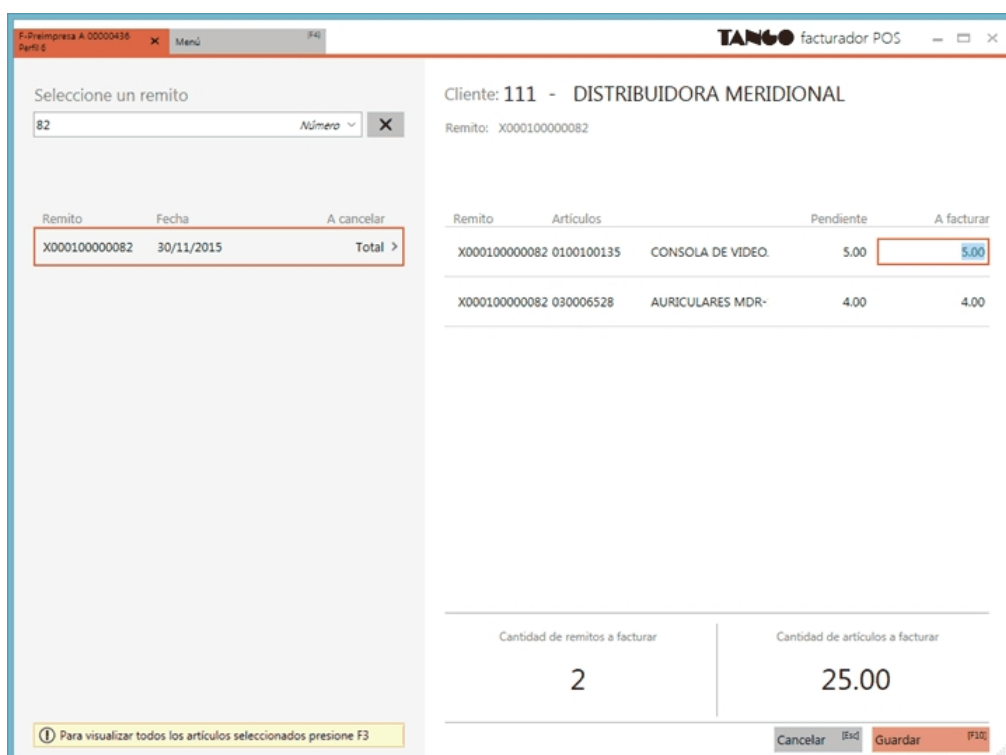 F-Preimpresa A 00000436
Perfil 6
Menú [F4]
TANGO facturador POS
Seleccione un remito
82 Número
Remito Fecha A cancelar
X000100000082 30/11/2015 Total >
Para visualizar todos los artículos seleccionados presione F3
Cliente: 111 - DISTRIBUIDORA MERIDIONAL
Remito: X000100000082
Remito Artículos Pendiente A facturar
X000100000082 0100100135 CONSOLA DE VIDEO. 5.00 5.00
X000100000082 030006528 AURICULARES MDR- 4.00 4.00
Cantidad de remitos a facturar
2
Cantidad de artículos a facturar
25.00
Cancelar [Esc] Guardar [F10]